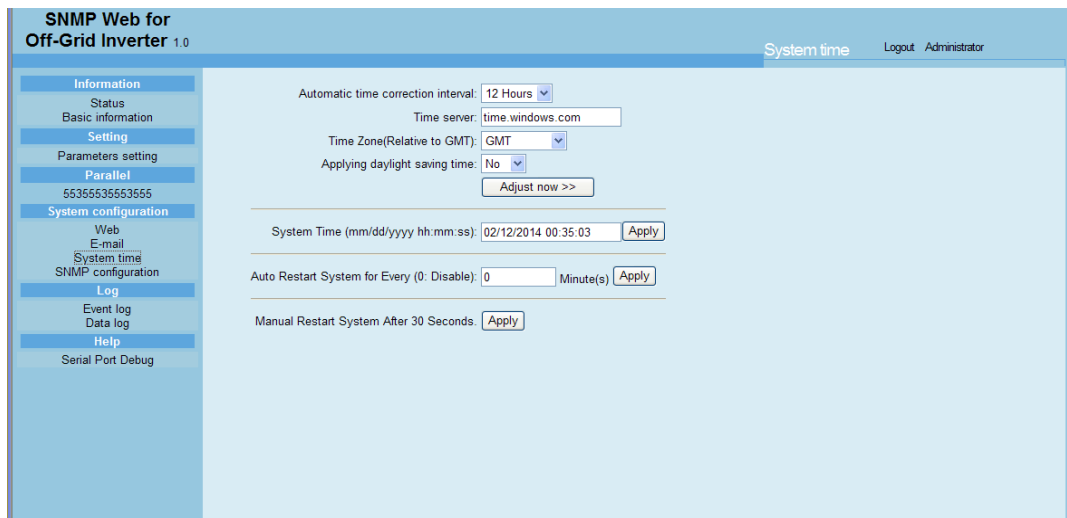 SNMP Web for
Off-Grid Inverter 1.0
System time
Logout Administrator
Information
Status
Basic information
Setting
Parameters setting
Parallel
55355535553555
System configuration
Web
E-mail
System time
SNMP configuration
Log
Event log
Data log
Help
Serial Port Debug
Automatic time correction interval: 12 Hours
Time server: time.windows.com
Time Zone(Relative to GMT): GMT
Applying daylight saving time: No
Adjust now >>
System Time (mm/dd/yyyy hh:mm:ss): 02/12/2014 00:35:03 Apply
Auto Restart System for Every (0: Disable): 0 Minute(s) Apply
Manual Restart System After 30 Seconds. Apply